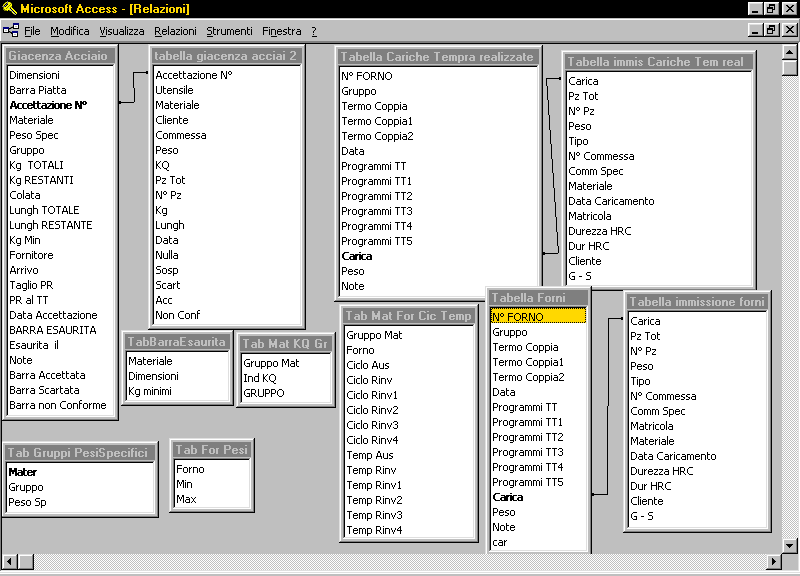 Microsoft Access - [Relazioni]
File Modifica Visualizza Relazioni Strumenti Finestra ?
Giacenza Acciaio
Dimensioni
Barra Piatta
Accettazione N°
Materiale
Peso Spec
Gruppo
Kg TOTALI
Kg RESTANTI
Colata
Lungh TOTALE
Lungh RESTANTE
Kg Min
Fornitore
Arrivo
Taglio PR
PR al TT
Data Accettazione
BARRA ESAURITA
Esaurita il
Note
Barra Accettata
Barra Scartata
Barra non Conforme
tabella giacenza acciai 2
Accettazione N°
Utensile
Materiale
Cliente
Commessa
Peso
KQ
Pz Tot
N° Pz
Kg
Lungh
Data
Nulla
Sosp
Scart
Acc
Non Conf
Tabella Cariche Tempra realizzate
N° FORNO
Gruppo
Termo Coppia
Termo Coppia1
Termo Coppia2
Data
Programmi TT
Programmi TT1
Programmi TT2
Programmi TT3
Programmi TT4
Programmi TT5
Carica
Peso
Note
Tabella immis Cariche Tem real
Carica
Pz Tot
N° Pz
Peso
Tipo
N° Commessa
Comm Spec
Materiale
Data Caricamento
Matricola
Durezza HRC
Dur HRC
Cliente
G - S
TabBarraEsaurita
Materiale
Dimensioni
Kg minimi
Tab Mat KQ Gr
Gruppo Mat
Ind KQ
GRUPPO
Tab Mat For Cic Temp
Gruppo Mat
Forno
Ciclo Aus
Ciclo Rinv
Ciclo Rinv1
Ciclo Rinv2
Ciclo Rinv3
Ciclo Rinv4
Temp Aus
Temp Rinv
Temp Rinv1
Temp Rinv2
Temp Rinv3
Temp Rinv4
Tabella Forni
N° FORNO
Gruppo
Termo Coppia
Termo Coppia1
Termo Coppia2
Data
Programmi TT
Programmi TT1
Programmi TT2
Programmi TT3
Programmi TT4
Programmi TT5
Carica
Peso
Note
car
Tabella immissione forni
Carica
Pz Tot
N° Pz
Peso
Tipo
N° Commessa
Comm Spec
Matricola
Materiale
Data Caricamento
Durezza HRC
Dur HRC
Cliente
G - S
Tab Gruppi PesiSpecifici
Mater
Gruppo
Peso Sp
Tab For Pesi
Forno
Min
Max